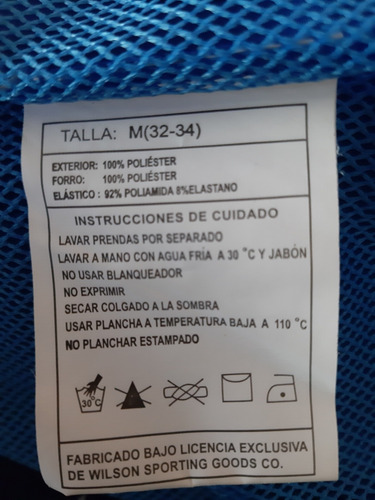 TALLA: M(32-34)
EXTERIOR: 100% POLIÉSTER
FORRO: 100% POLIÉSTER
ELÁSTICO : 92% POLIAMIDA 8%ELASTANO
INSTRUCCIONES DE CUIDADO
LAVAR PRENDAS POR SEPARADO
LAVAR A MANO CON AGUA FRÍA A 30 °C Y JABÓN
NO USAR BLANQUEADOR
NO EXPRIMIR
SECAR COLGADO A LA SOMBRA
USAR PLANCHA A TEMPERATURA BAJA A 110 °C
NO PLANCHAR ESTAMPADO
30°C
FABRICADO BAJO LICENCIA EXCLUSIVA
DE WILSON SPORTING GOODS CO.